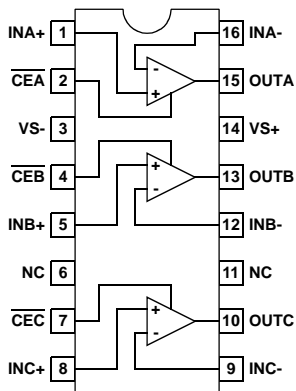 INA+ 1 16 INA-
CEA 2 15 OUTA
VS- 3 14 VS+
CEB 4 13 OUTB
INB+ 5 12 INB-
NC 6 11 NC
CEC 7 10 OUTC
INC+ 8 9 INC-
- +
+ -
+ -